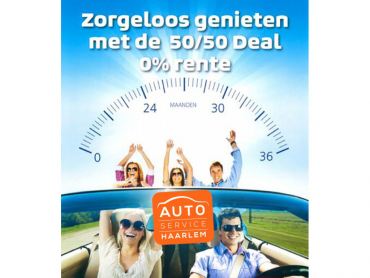 Zorgeloos genieten
met de 50/50 Deal
0% rente
24 MAANDEN 30
0 36
AUTO
SERVICE
HAARLEM